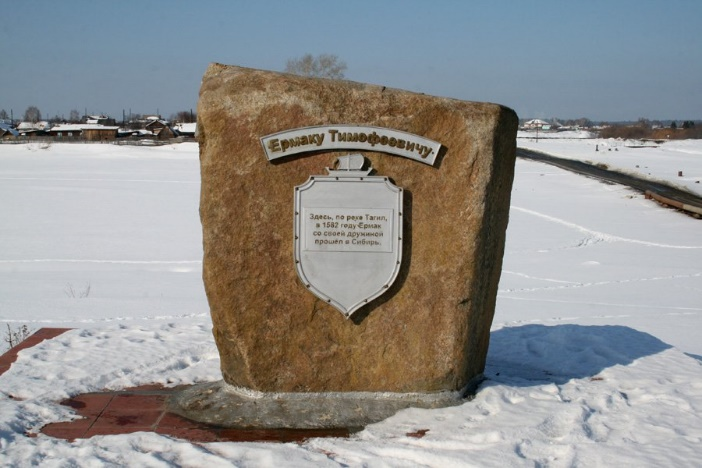 Ермаку Тимофеевичу.
Здесь, по реке Тагил,
в 1582 году Ермак
со своей дружиной
прошёл в Сибирь.